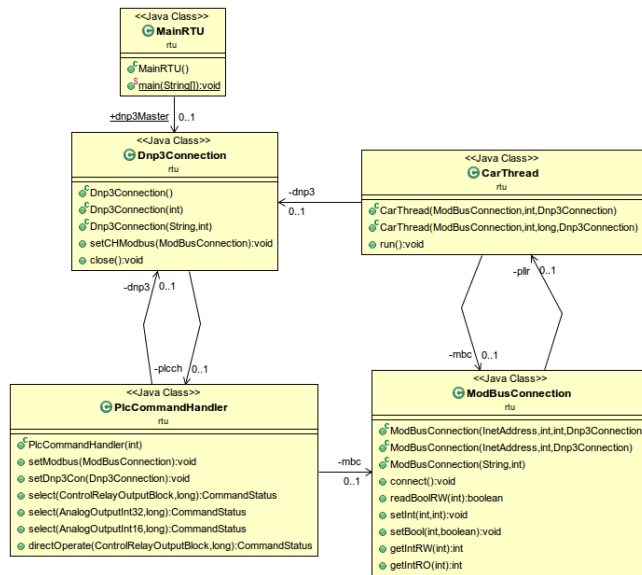 <<Java Class>>
MainRTU
rtu
MainRTU()
main(String[]):void
+dnp3Master
0..1
<<Java Class>>
Dnp3Connection
rtu
Dnp3Connection()
Dnp3Connection(int)
Dnp3Connection(String,int)
setCHModbus(ModBusConnection):void
close():void
-dnp3
0..1
<<Java Class>>
CarThread
rtu
CarThread(ModBusConnection,int,Dnp3Connection)
CarThread(ModBusConnection,int,long,Dnp3Connection)
run():void
-dnp3
0..1
-plcch
0..1
-pllr
0..1
-mbc
0..1
<<Java Class>>
PlcCommandHandler
rtu
PlcCommandHandler(int)
setModbus(ModBusConnection):void
setDnp3Con(Dnp3Connection):void
select(ControlRelayOutputBlock,long):CommandStatus
select(AnalogOutputInt32,long):CommandStatus
select(AnalogOutputInt16,long):CommandStatus
directOperate(ControlRelayOutputBlock,long):CommandStatus
-mbc
0..1
<<Java Class>>
ModBusConnection
rtu
ModBusConnection(InetAddress,int,int,Dnp3Connection
ModBusConnection(InetAddress,int,Dnp3Connection)
ModBusConnection(String,int)
connect():void
readBoolRW(int):boolean
setInt(int,int):void
setBool(int,boolean):void
getIntRW(int):int
getIntRO(int):int